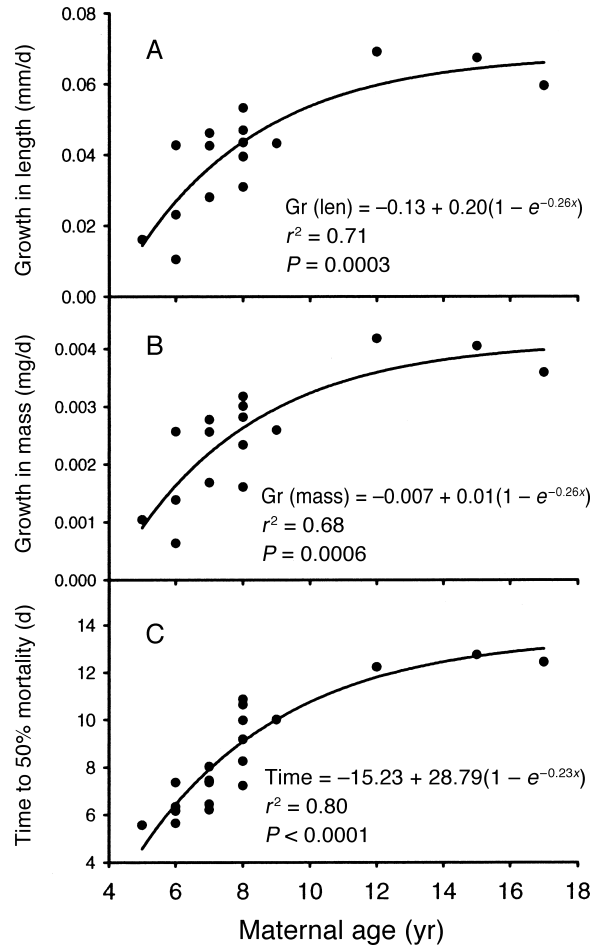 0.08
A
0.06
0.04
0.02
0.00
Growth in length (mm/d)
Gr (len) = –0.13 + 0.20(1 – e^–0.26x)
r² = 0.71
P = 0.0003
B
0.004
0.003
0.002
0.001
0.000
Growth in mass (mg/d)
Gr (mass) = –0.007 + 0.01(1 – e^–0.26x)
r² = 0.68
P = 0.0006
C
14
12
10
8
6
4
Time to 50% mortality (d)
Time = –15.23 + 28.79(1 – e^–0.23x)
r² = 0.80
P < 0.0001
4 6 8 10 12 14 16 18
Maternal age (yr)